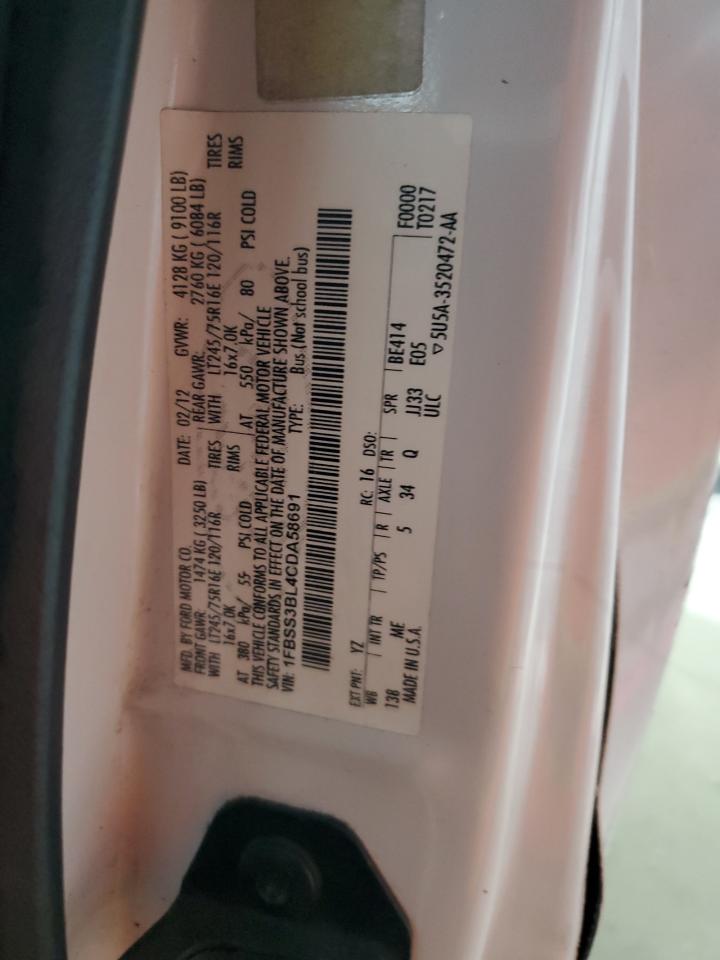 MFD. BY FORD MOTOR CO.
DATE: 02/12 GVWR: 4128 KG ( 9100 LB)
FRONT GAWR: 1474 KG ( 3250 LB) REAR GAWR: 2760 KG ( 6084 LB)
WITH LT245/75R16E 120/116R TIRES WITH LT245/75R16E 120/116R TIRES
16x7.0K RIMS 16x7.0K RIMS
AT 380 kPa/ 55 PSI COLD AT 550 kPa/ 80 PSI COLD
THIS VEHICLE CONFORMS TO ALL APPLICABLE FEDERAL MOTOR VEHICLE
SAFETY STANDARDS IN EFFECT ON THE DATE OF MANUFACTURE SHOWN ABOVE.
VIN: 1FBSS3BL4CDA58691 TYPE: Bus (Not school bus)
EXT PNT: YZ RC: 16 DSO:
WB INT TR TP/PS R AXLE TR SPR BE414 F0000
138 ME 5 34 Q JJ33 E05 T0217
MADE IN U.S.A. ULC ▽5U5A-3520472-AA